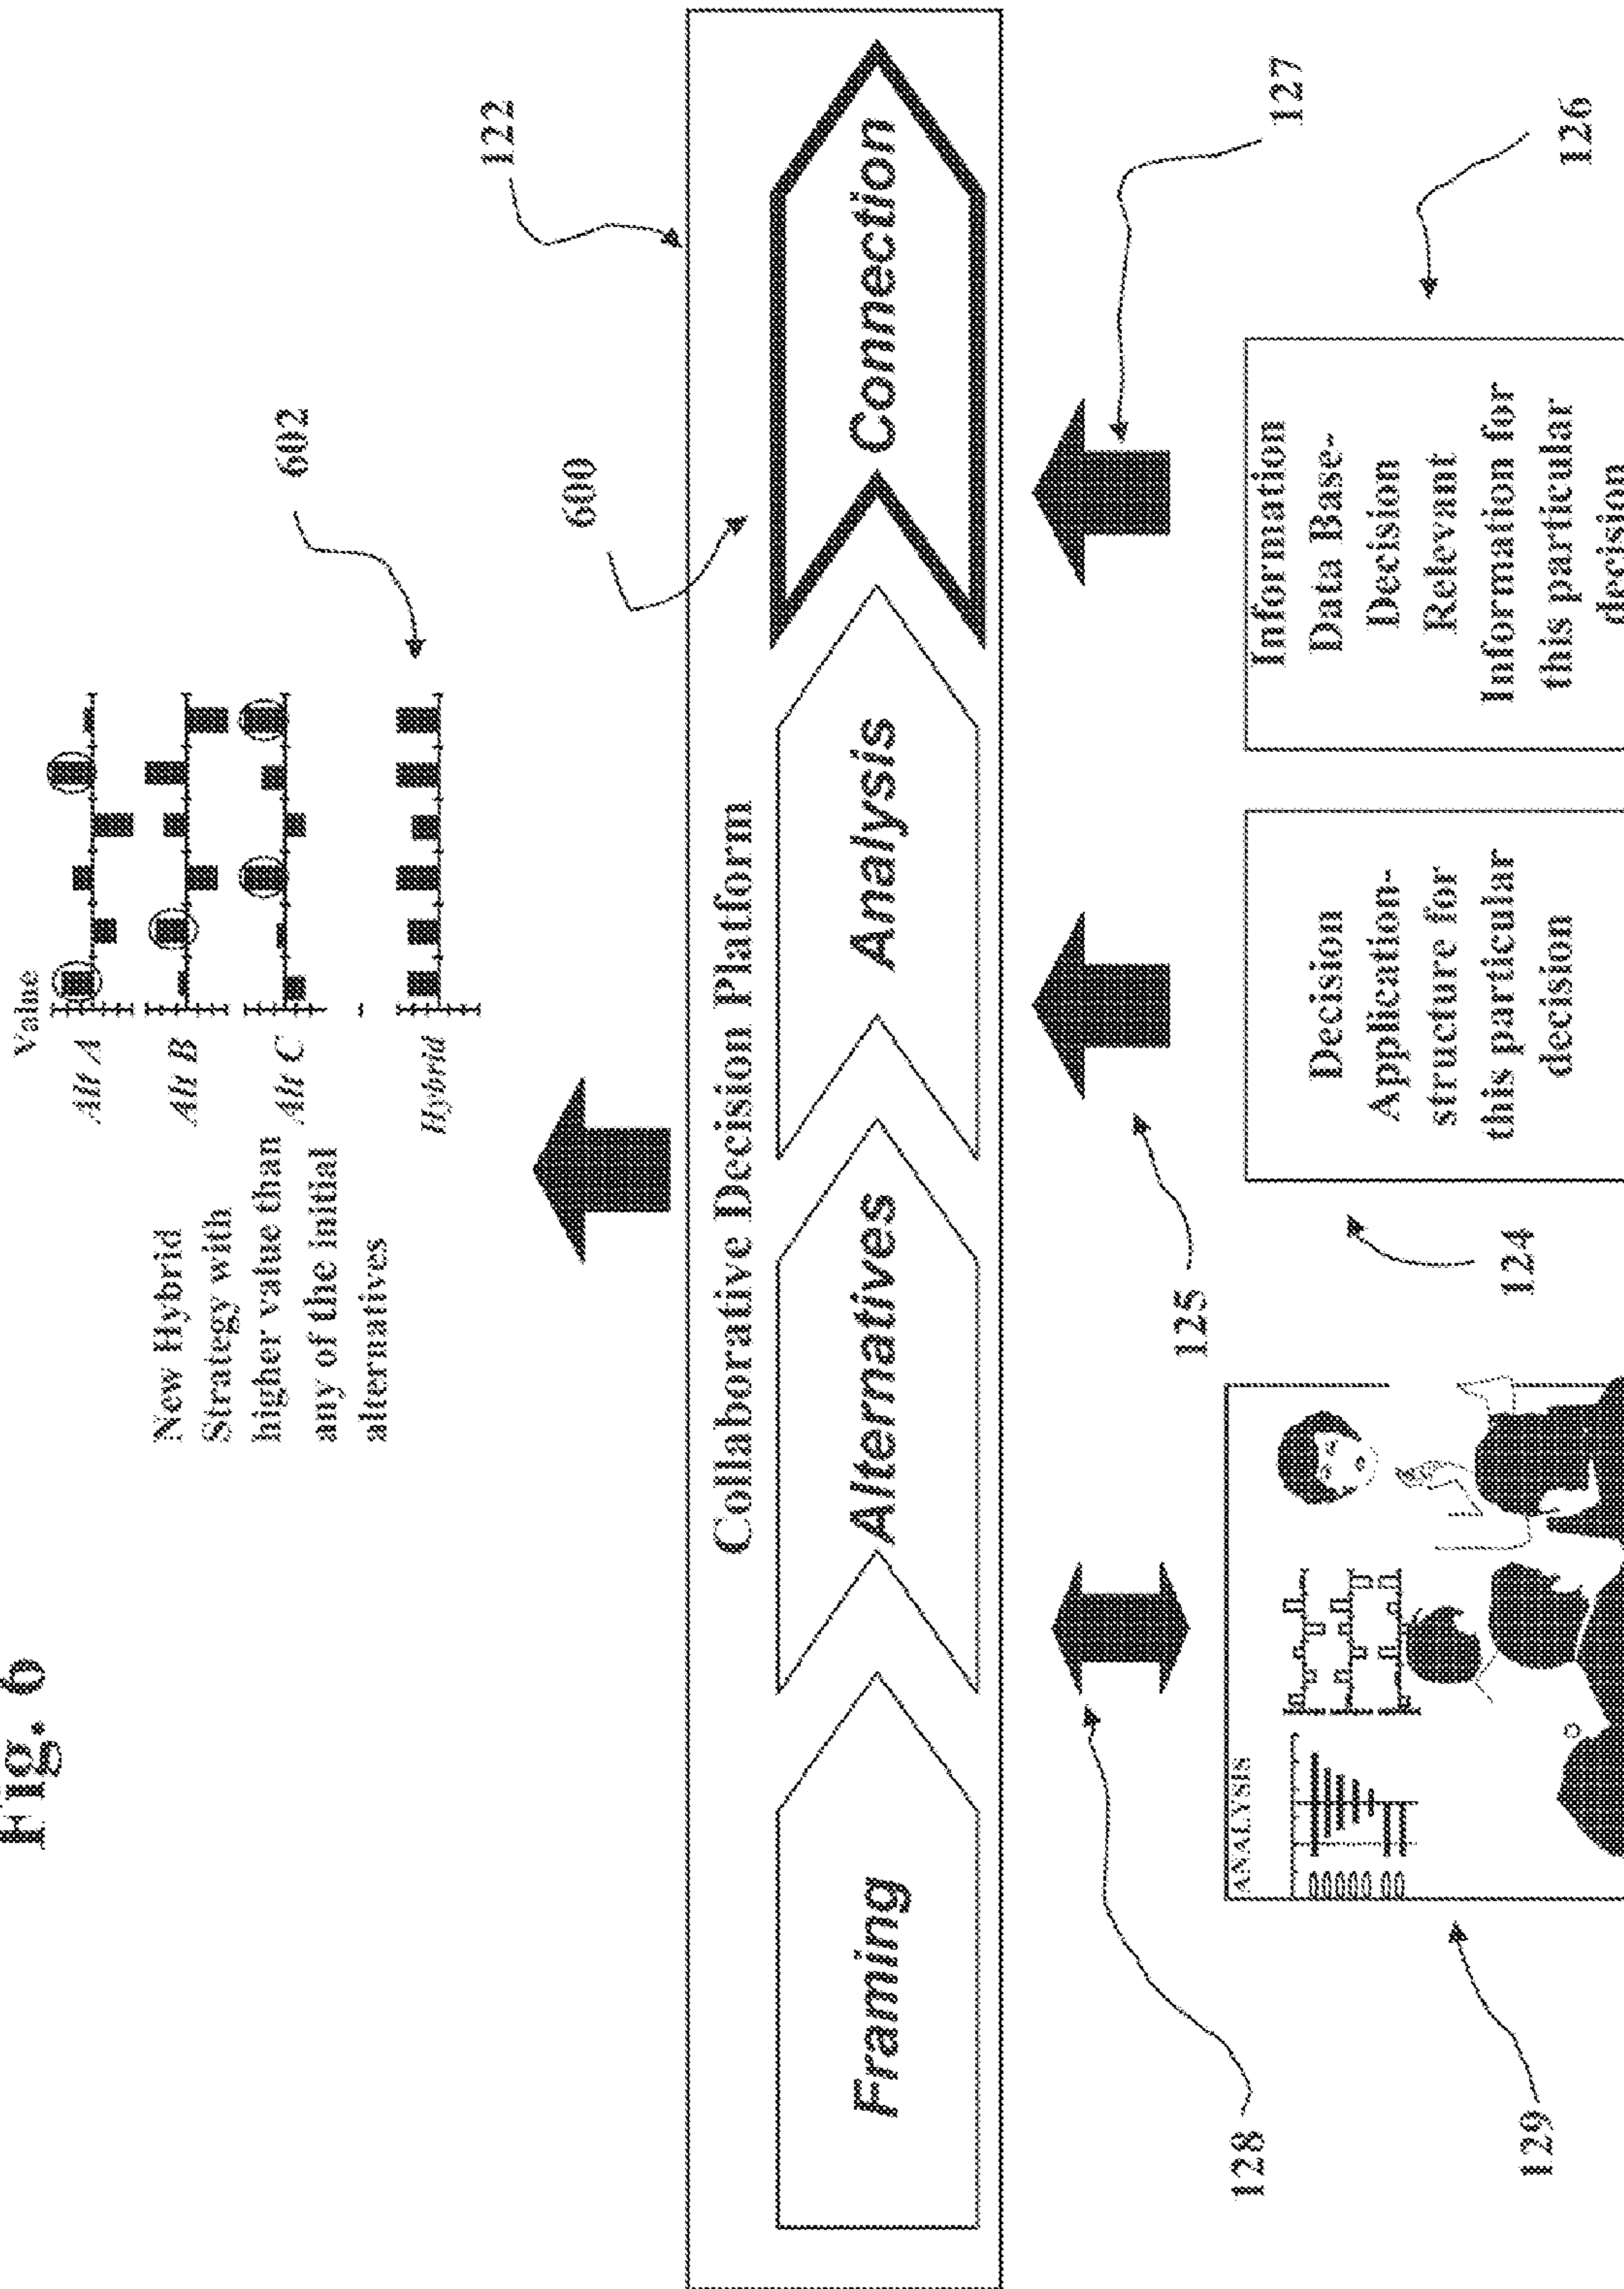 Fig. 6
Value
Alt A
Alt B
Alt C
Hybrid
New Hybrid
Strategy with
higher value than
any of the initial
alternatives
602
122
600
Collaborative Decision Platform
Framing
Alternatives
Analysis
Connection
128
125
127
129
124
126
ANALYSIS
Decision
Application-
structure for
this particular
decision
Information
Data Base-
Decision
Relevant
Information for
this particular
decision